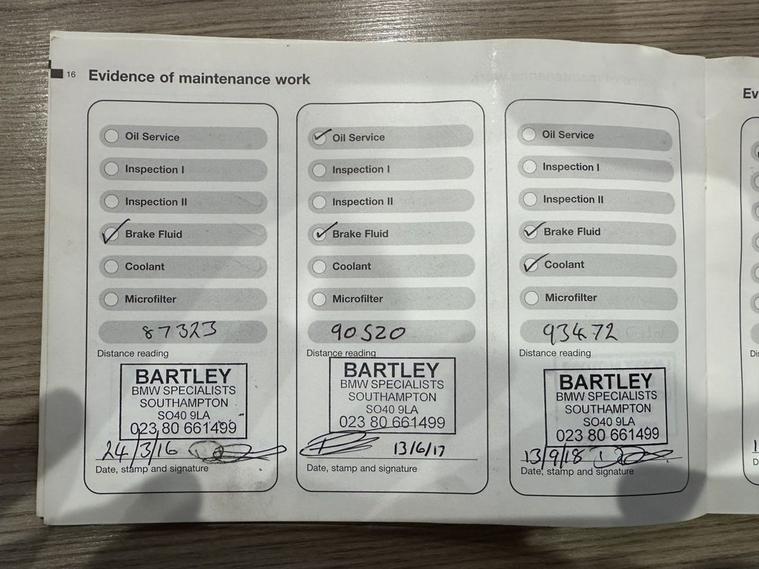 16 Evidence of maintenance work
Oil Service
Inspection I
Inspection II
Brake Fluid
Coolant
Microfilter
87323
Distance reading
BARTLEY
BMW SPECIALISTS
SOUTHAMPTON
SO40 9LA
023 80 661499
24/3/16
Date, stamp and signature
Oil Service
Inspection I
Inspection II
Brake Fluid
Coolant
Microfilter
90520
Distance reading
BARTLEY
BMW SPECIALISTS
SOUTHAMPTON
SO40 9LA
023 80 661499
13/6/17
Date, stamp and signature
Oil Service
Inspection I
Inspection II
Brake Fluid
Coolant
Microfilter
93472
Distance reading
BARTLEY
BMW SPECIALISTS
SOUTHAMPTON
SO40 9LA
023 80 661499
13/9/18
Date, stamp and signature
Ev